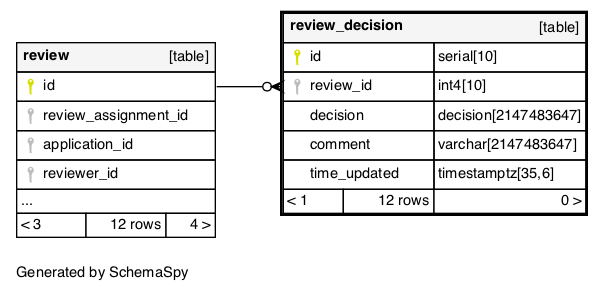 review [table]
id
review_assignment_id
application_id
reviewer_id
...
< 3 12 rows 4 >
review_decision [table]
id serial[10]
review_id int4[10]
decision decision[2147483647]
comment varchar[2147483647]
time_updated timestamptz[35,6]
< 1 12 rows 0 >
Generated by SchemaSpy